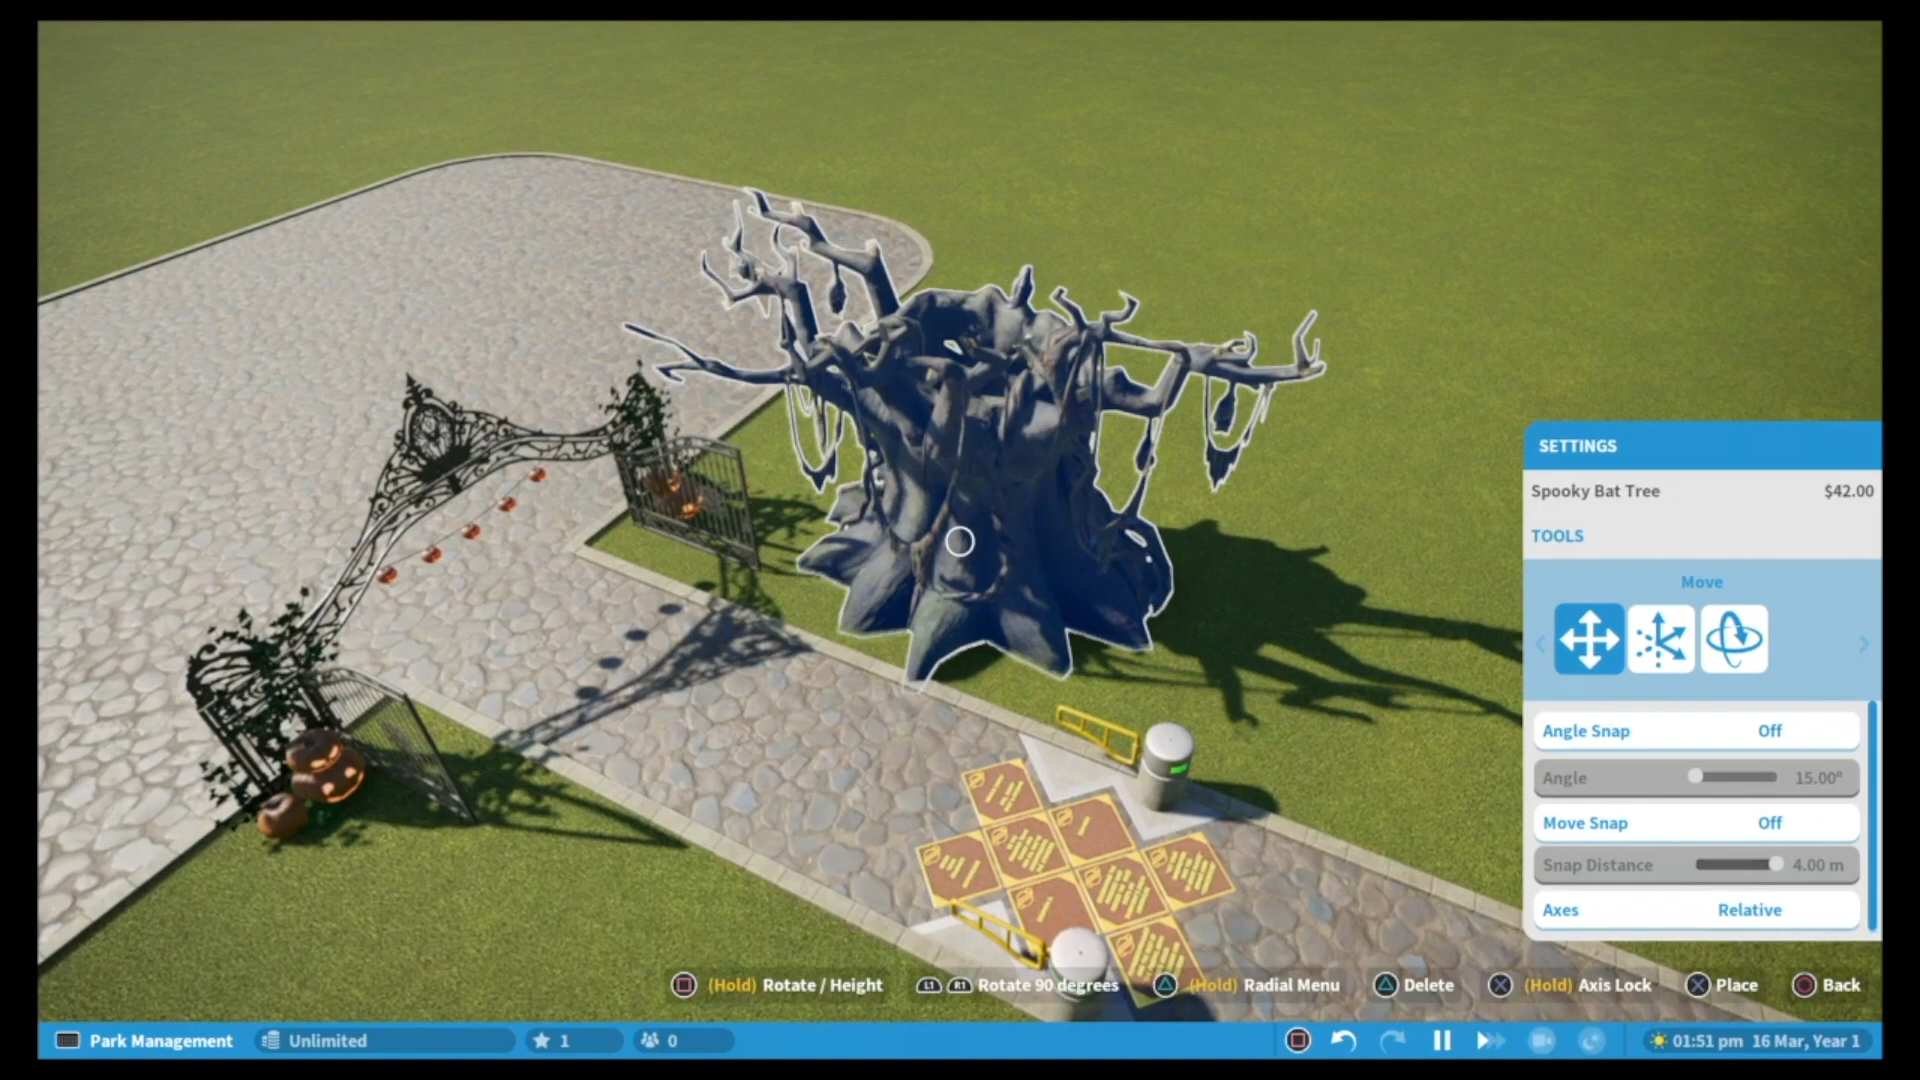 SETTINGS
Spooky Bat Tree $42.00
TOOLS
Move
Angle Snap Off
Angle 15.00°
Move Snap Off
Snap Distance 4.00 m
Axes Relative
(Hold) Rotate / Height L1 R1 Rotate 90 degrees (Hold) Radial Menu Delete (Hold) Axis Lock Place Back
Park Management Unlimited 1 0 01:51 pm 16 Mar, Year 1